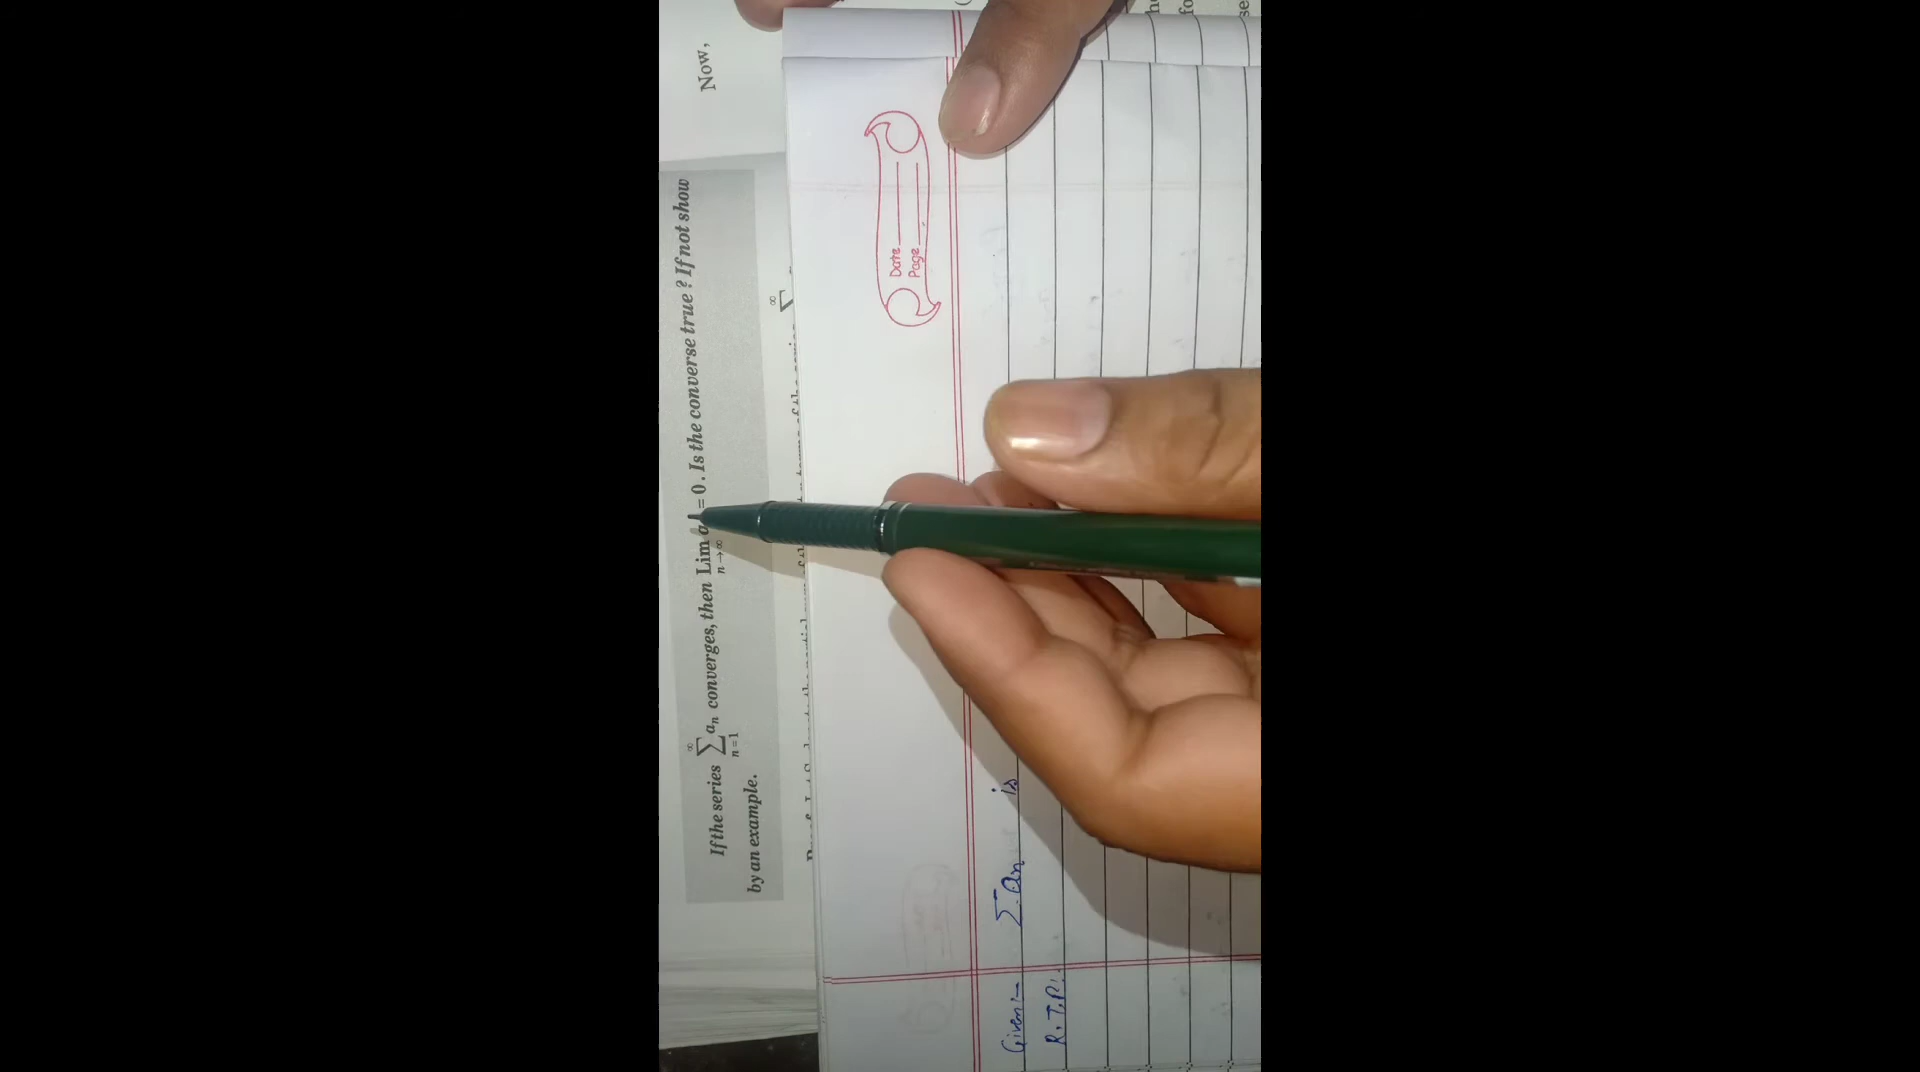 Now,
If the series ∞ ∑ n=1 aₙ converges, then Lim n→∞ a = 0. Is the converse true? If not show
by an example.
∞ ∑
Date
Page
Given:- ∑ an is
R.T.P: